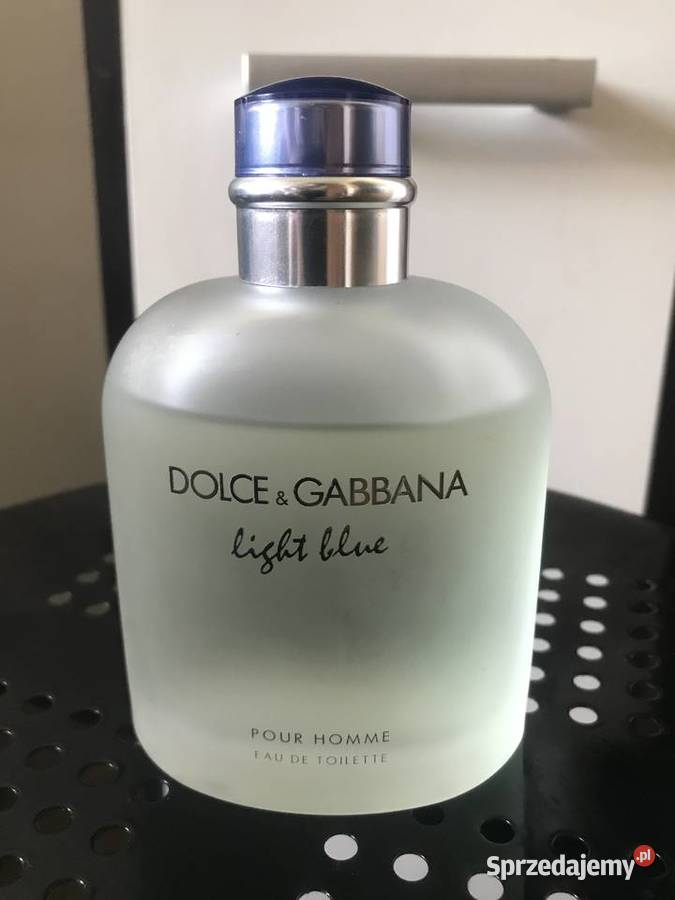 DOLCE & GABBANA
light blue
POUR HOMME
EAU DE TOILETTE
Sprzedajemy.pl